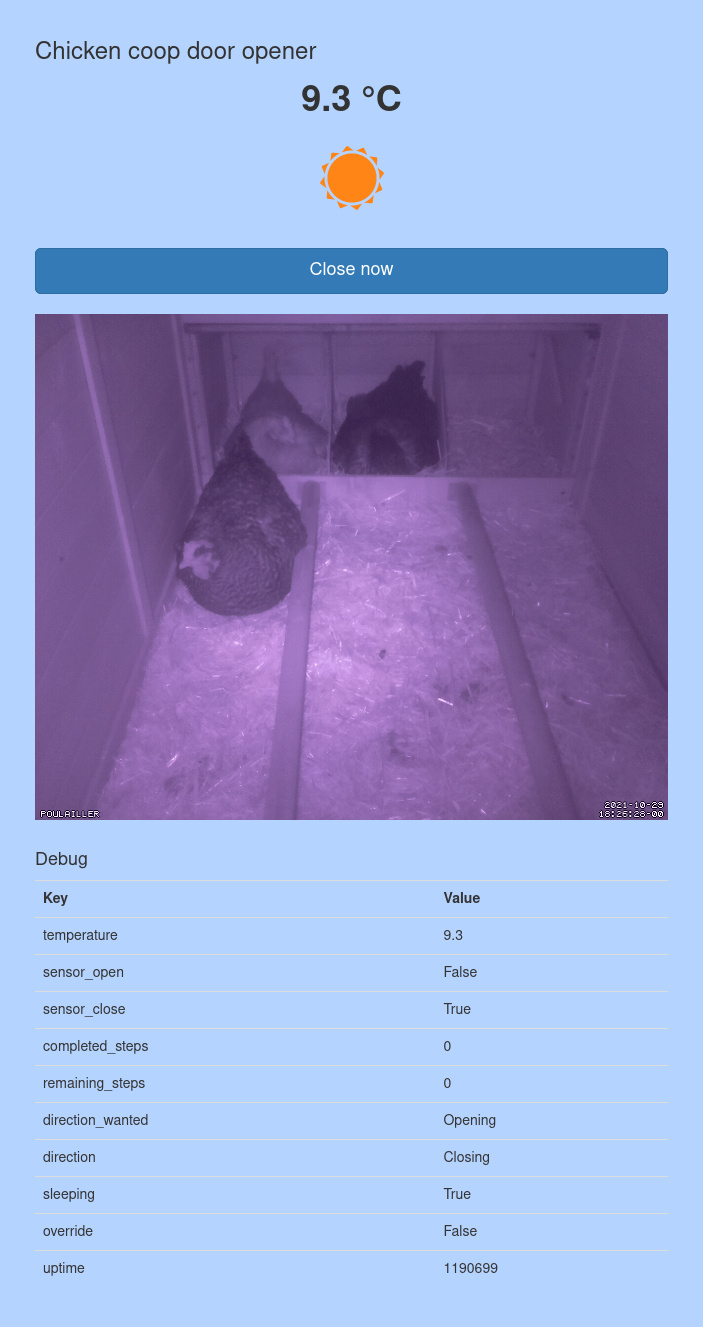 Chicken coop door opener
9.3 °C
Close now
POULAILLER
2021-10-29
18:26:28-00
Debug
Key Value
temperature 9.3
sensor_open False
sensor_close True
completed_steps 0
remaining_steps 0
direction_wanted Opening
direction Closing
sleeping True
override False
uptime 1190699